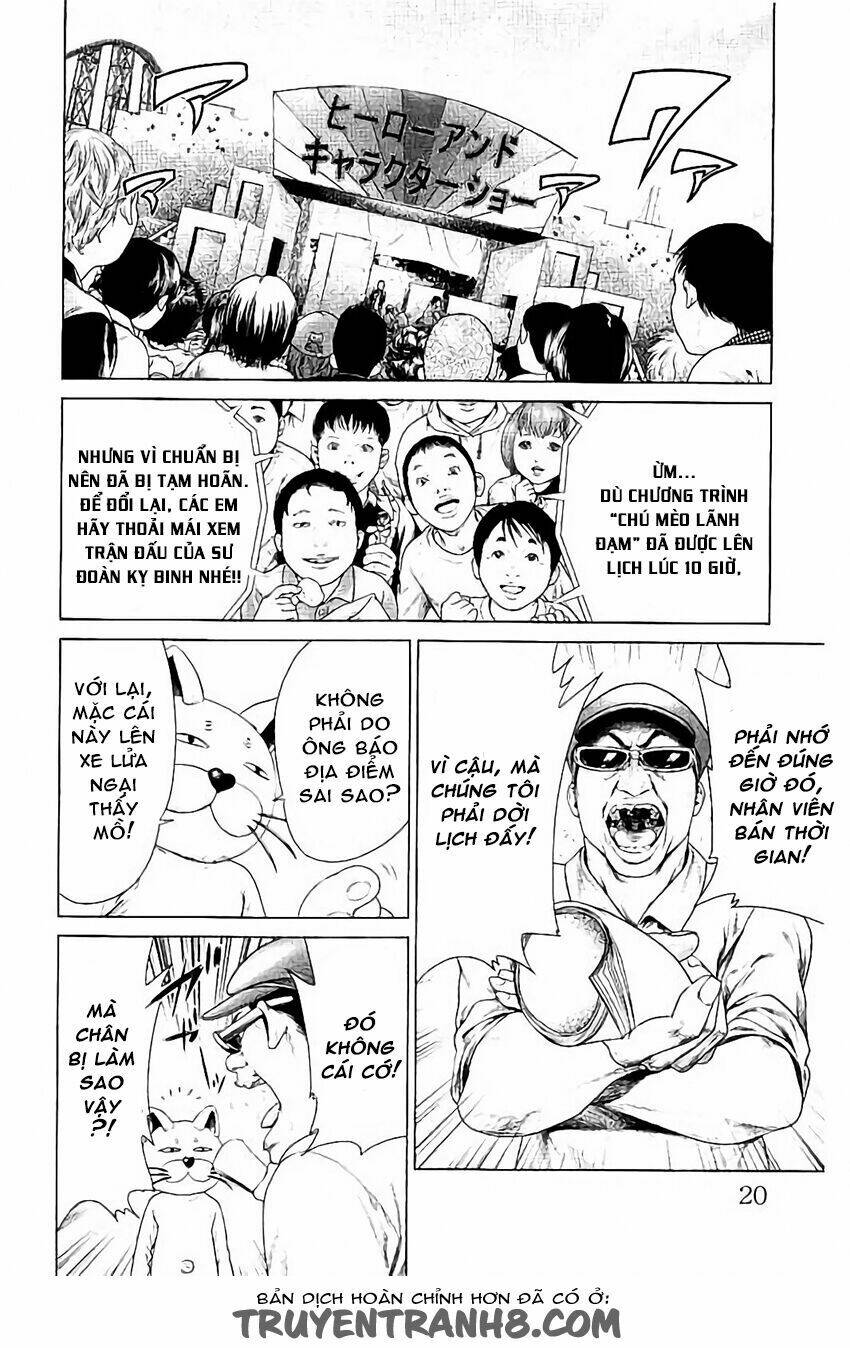 ワァ
ワァ
ワァ
ヒーローアンド
キャラクターショー
ỪM...
DÙ CHƯƠNG TRÌNH
“CHÚ MÈO LÃNH
ĐẠM” ĐÃ ĐƯỢC LÊN
LỊCH LÚC 10 GIỜ,
NHƯNG VÌ CHUẨN BỊ
NÊN ĐÃ BỊ TẠM HOÃN.
ĐỂ ĐỔI LẠI, CÁC EM
HÃY THOẢI MÁI XEM
TRẬN ĐẤU CỦA SƯ
ĐOÀN KỴ BINH NHÉ!!
PHẢI NHỚ
ĐẾN ĐÚNG
GIỜ ĐÓ,
NHÂN VIÊN
BÁN THỜI
GIAN!
VÌ CẬU, MÀ
CHÚNG TÔI
PHẢI DỜI
LỊCH ĐẤY!
KHÔNG
PHẢI DO
ÔNG BÁO
ĐỊA ĐIỂM
SAI SAO?
VỚI LẠI,
MẶC CÁI
NÀY LÊN
XE LỬA
NGẠI
THẤY
MỒ!
ĐÓ
KHÔNG
CÁI CỚ!
MÀ
CHÂN
BỊ LÀM
SAO
VẬY
?!
20
BẢN DỊCH HOÀN CHỈNH HƠN ĐÃ CÓ Ở:
TRUYENTRANH8.COM